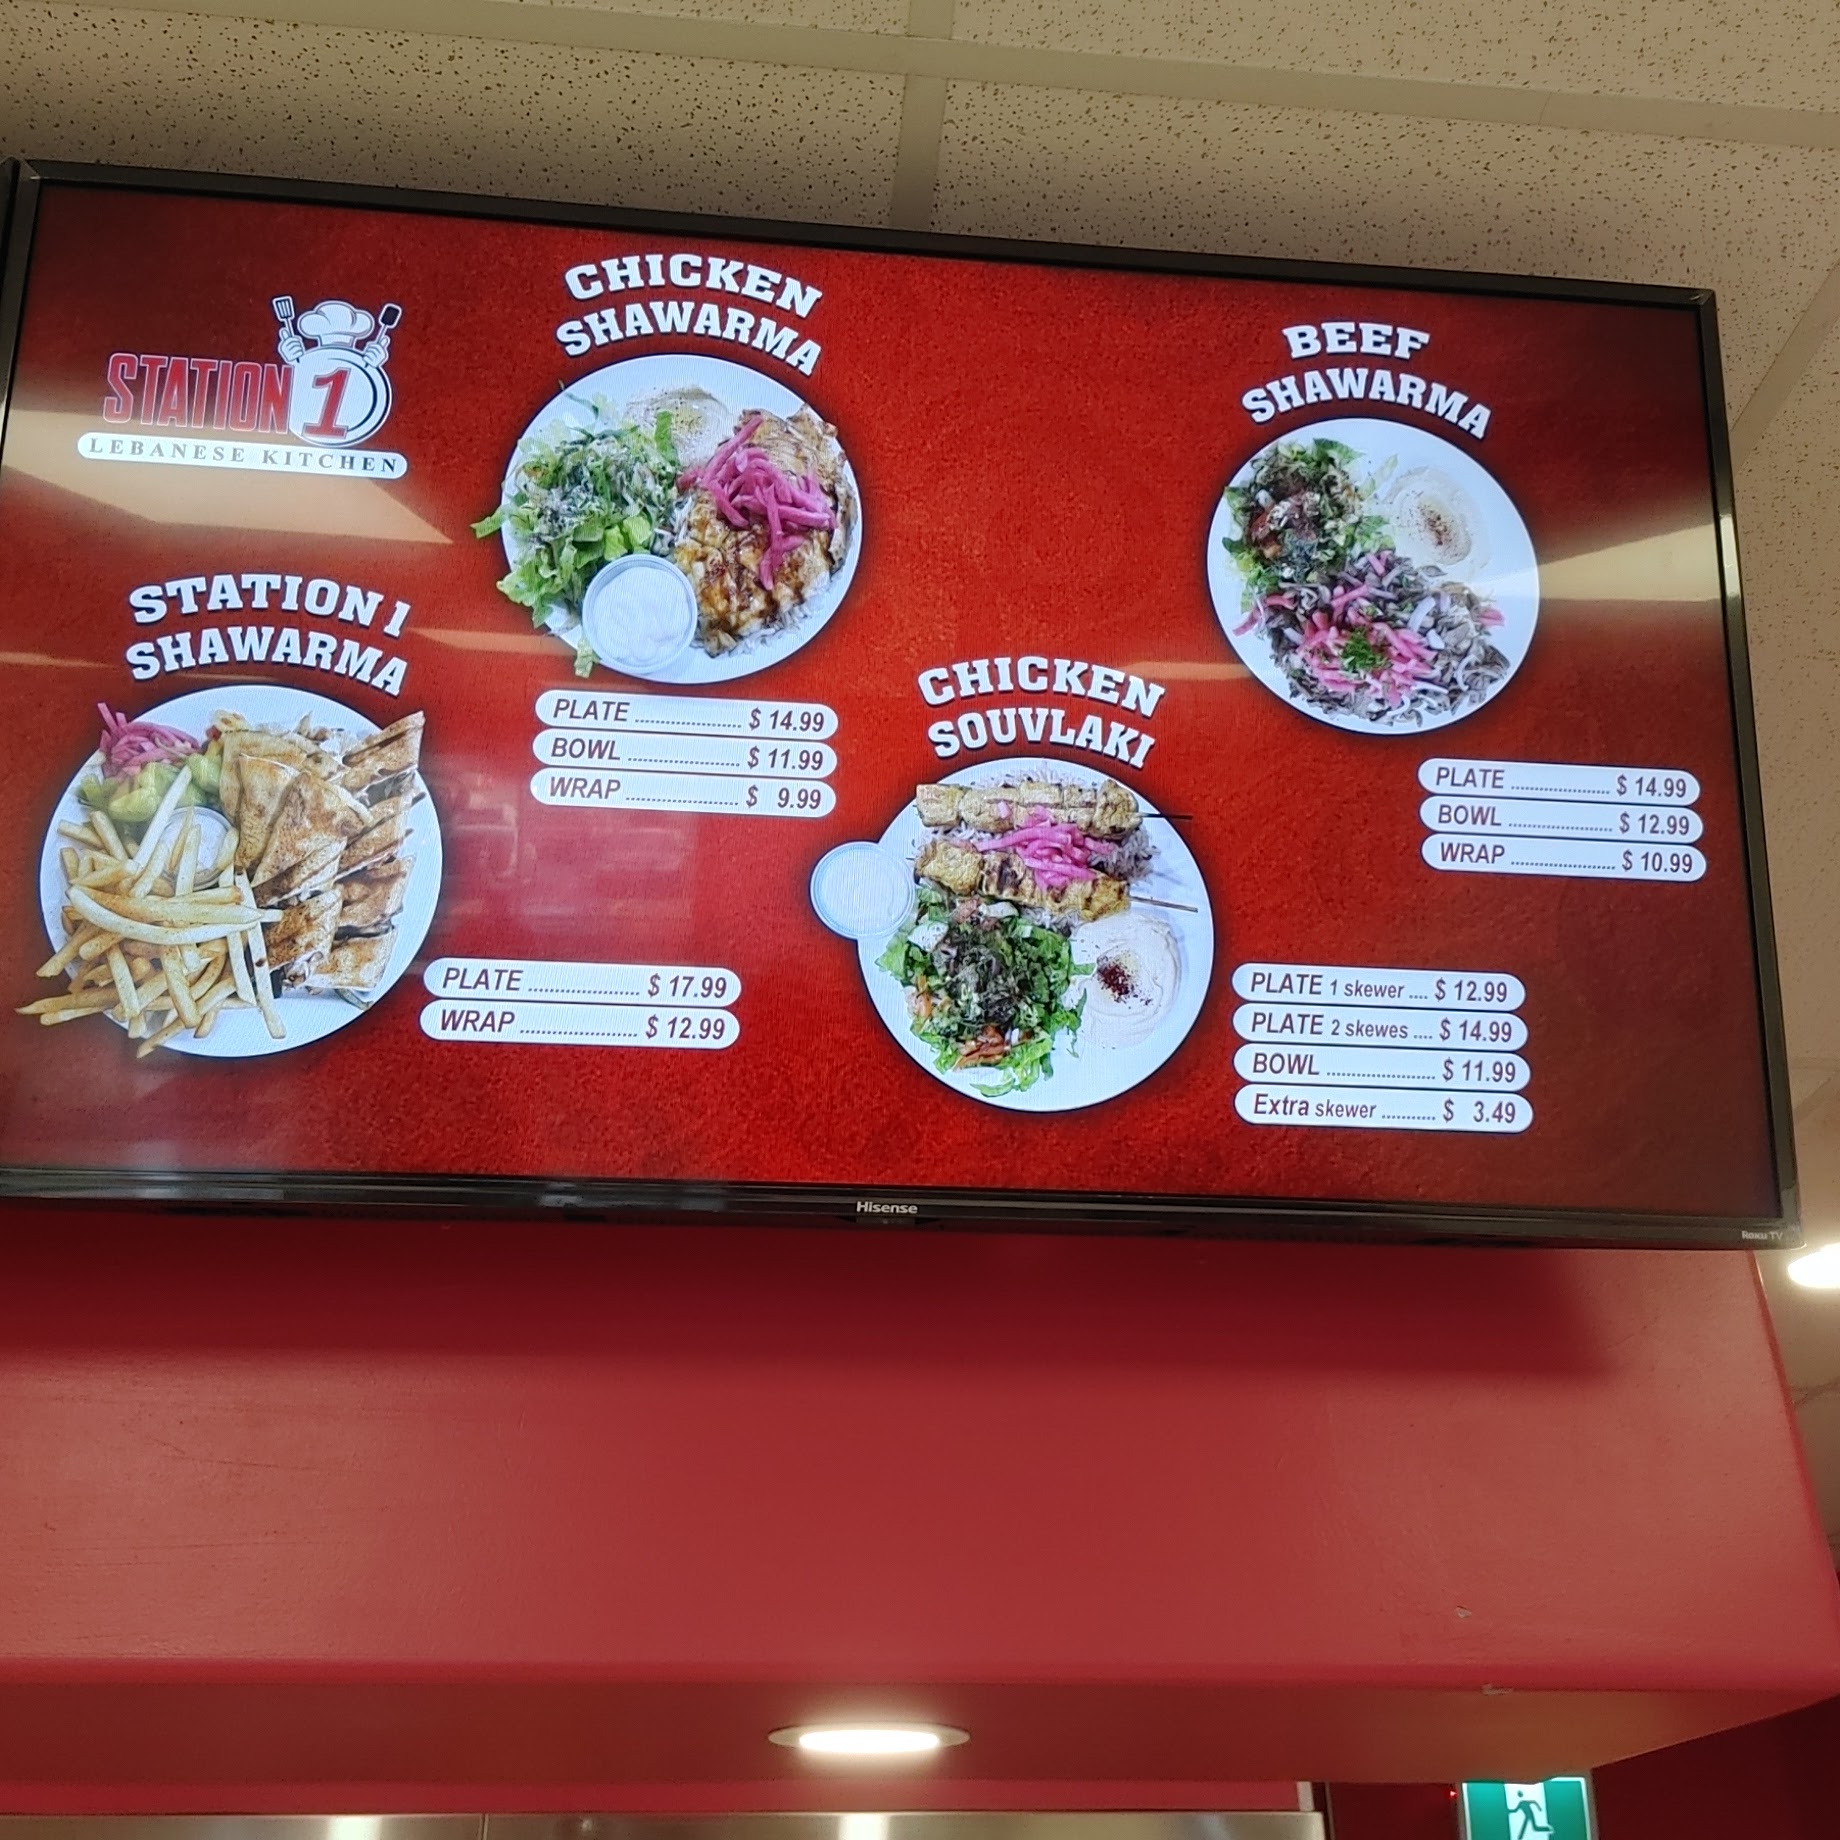 STATION 1
LEBANESE KITCHEN
CHICKEN
SHAWARMA
PLATE ..................... $ 14.99
BOWL ..................... $ 11.99
WRAP ..................... $ 9.99
BEEF
SHAWARMA
PLATE ..................... $ 14.99
BOWL ..................... $ 12.99
WRAP ..................... $ 10.99
STATION 1
SHAWARMA
PLATE ..................... $ 17.99
WRAP ..................... $ 12.99
CHICKEN
SOUVLAKI
PLATE 1 skewer .... $ 12.99
PLATE 2 skewes .... $ 14.99
BOWL ..................... $ 11.99
Extra skewer ........... $ 3.49
Hisense
Roku TV